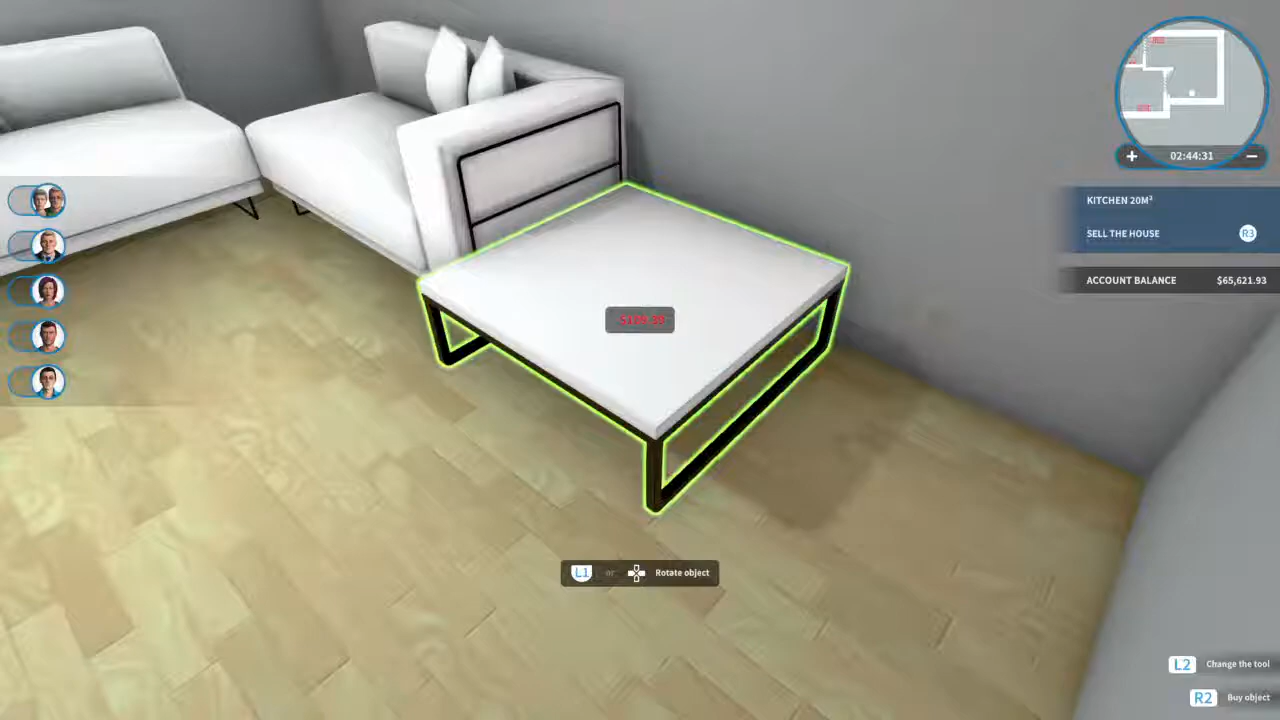 02:44:31
KITCHEN 20M²
SELL THE HOUSE R3
ACCOUNT BALANCE $65,621.93
L1 or Rotate object
L2 Change the tool
R2 Buy object